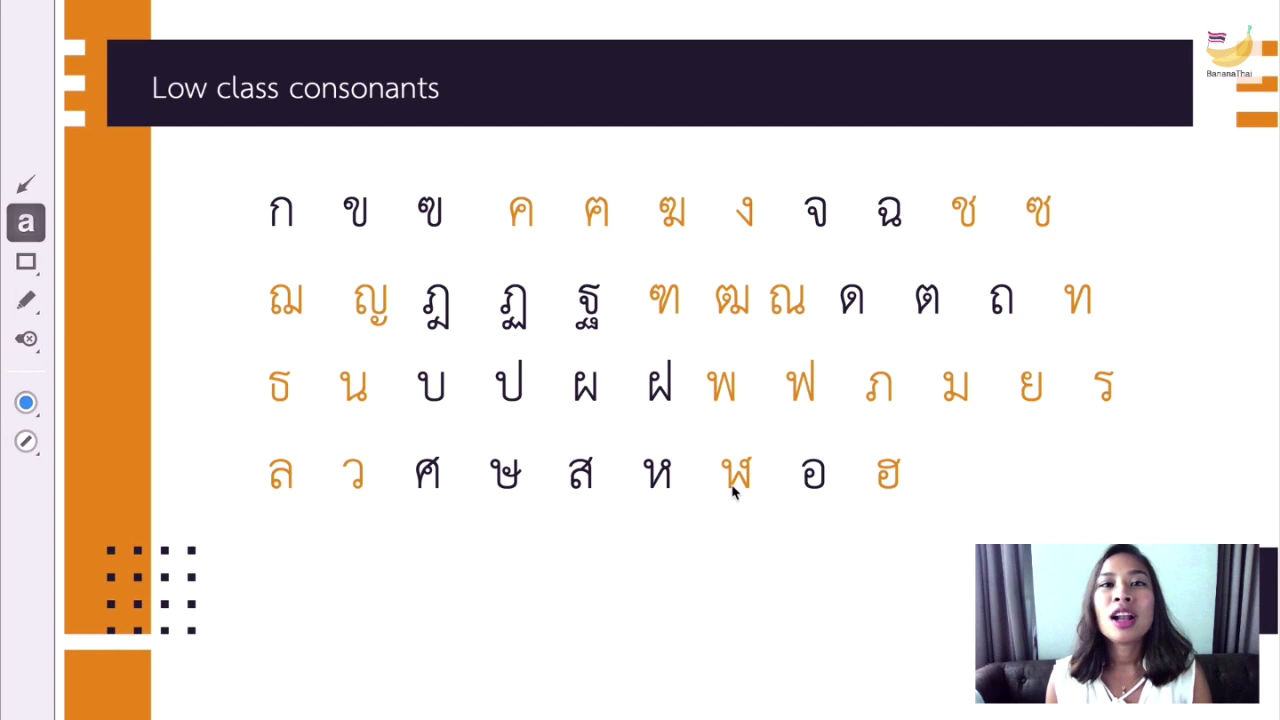 BananaThai
Low class consonants
a
ก ข ฃ ค ฅ ฆ ง จ ฉ ช ซ
ฌ ญ ฎ ฏ ฐ ฑ ฒ ณ ด ต ถ ท
ธ น บ ป ผ ฝ พ ฟ ภ ม ย ร
ล ว ศ ษ ส ห ฬ อ ฮ